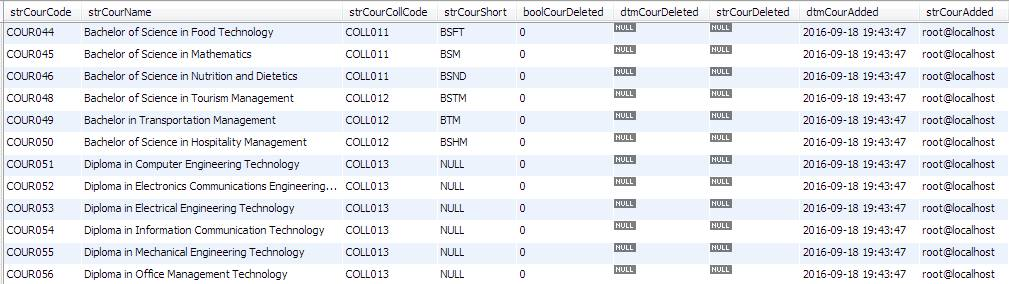 strCourCode strCourName strCourCollCode strCourShort boolCourDeleted dtmCourDeleted strCourDeleted dtmCourAdded strCourAdded
COUR044 Bachelor of Science in Food Technology COLL011 BSFT 0 NULL NULL 2016-09-18 19:43:47 root@localhost
COUR045 Bachelor of Science in Mathematics COLL011 BSM 0 NULL NULL 2016-09-18 19:43:47 root@localhost
COUR046 Bachelor of Science in Nutrition and Dietetics COLL011 BSND 0 NULL NULL 2016-09-18 19:43:47 root@localhost
COUR048 Bachelor of Science in Tourism Management COLL012 BSTM 0 NULL NULL 2016-09-18 19:43:47 root@localhost
COUR049 Bachelor in Transportation Management COLL012 BTM 0 NULL NULL 2016-09-18 19:43:47 root@localhost
COUR050 Bachelor of Science in Hospitality Management COLL012 BSHM 0 NULL NULL 2016-09-18 19:43:47 root@localhost
COUR051 Diploma in Computer Engineering Technology COLL013 NULL 0 NULL NULL 2016-09-18 19:43:47 root@localhost
COUR052 Diploma in Electronics Communications Engineering... COLL013 NULL 0 NULL NULL 2016-09-18 19:43:47 root@localhost
COUR053 Diploma in Electrical Engineering Technology COLL013 NULL 0 NULL NULL 2016-09-18 19:43:47 root@localhost
COUR054 Diploma in Information Communication Technology COLL013 NULL 0 NULL NULL 2016-09-18 19:43:47 root@localhost
COUR055 Diploma in Mechanical Engineering Technology COLL013 NULL 0 NULL NULL 2016-09-18 19:43:47 root@localhost
COUR056 Diploma in Office Management Technology COLL013 NULL 0 NULL NULL 2016-09-18 19:43:47 root@localhost